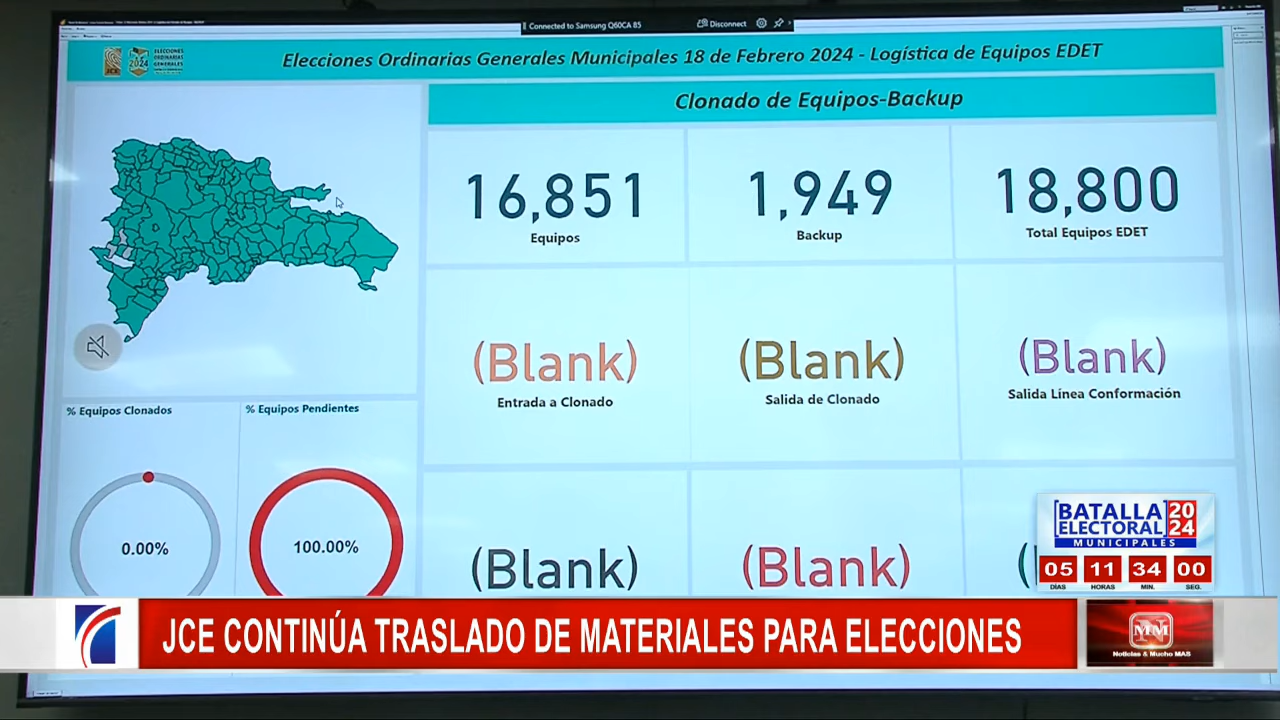 Connected to Samsung Q60CA 85
Disconnect
JCE
2024
ELECCIONES
ORDINARIAS
GENERALES
Elecciones Ordinarias Generales Municipales 18 de Febrero 2024 - Logística de Equipos EDET
Clonado de Equipos-Backup
16,851
Equipos
1,949
Backup
18,800
Total Equipos EDET
(Blank)
Entrada a Clonado
(Blank)
Salida de Clonado
(Blank)
Salida Línea Conformación
% Equipos Clonados
% Equipos Pendientes
0.00%
100.00%
(Blank)
(Blank)
BATALLA
ELECTORAL
2024
MUNICIPALES
05 11 34 00
DÍAS HORAS MIN. SEG.
JCE CONTINÚA TRASLADO DE MATERIALES PARA ELECCIONES
NMM
Noticias & Mucho MAS